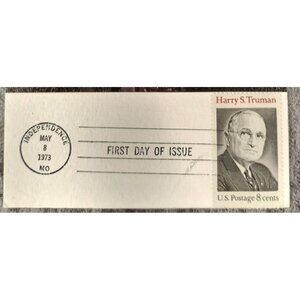 INDEPENDENCE
MAY
8
1973
MO
FIRST DAY OF ISSUE
Harry S. Truman
U.S. Postage 8 cents